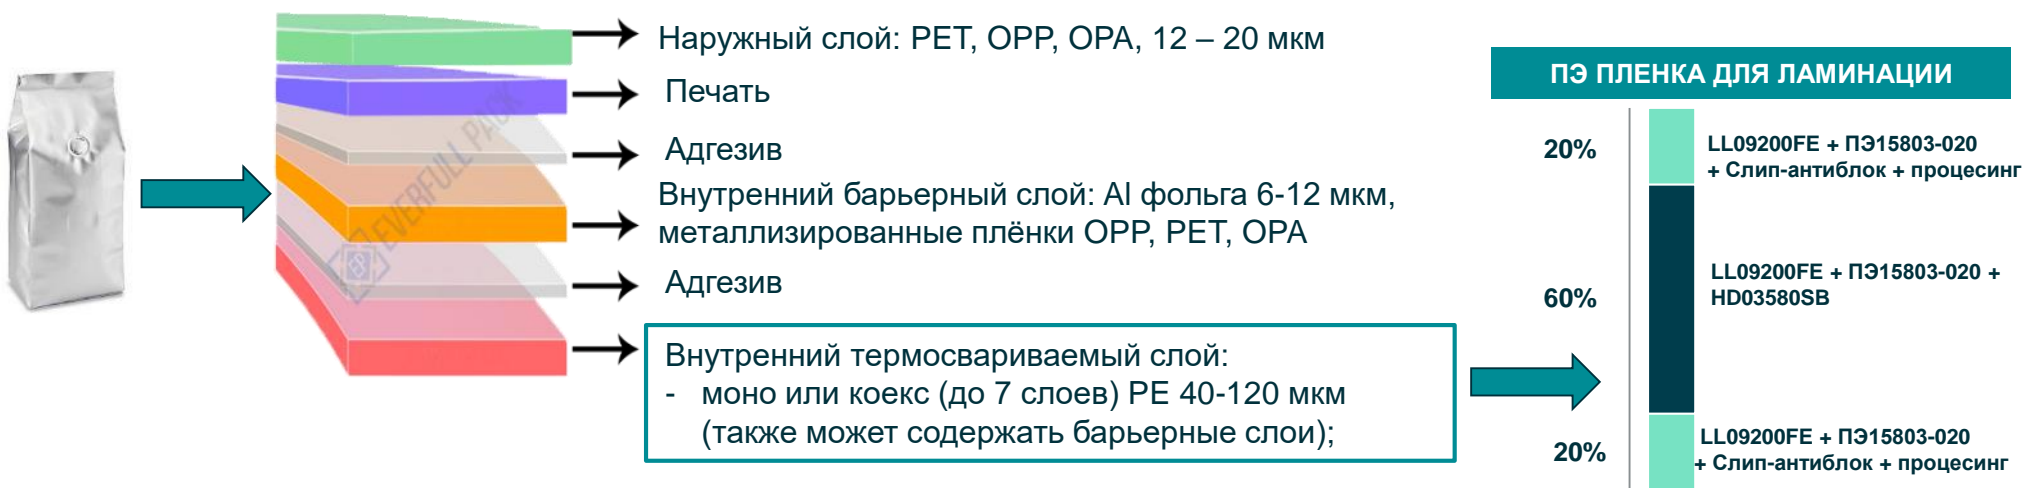 Наружный слой: PET, OPP, OPA, 12 – 20 мкм
Печать
Адгезив
Внутренний барьерный слой: Al фольга 6-12 мкм,
металлизированные плёнки OPP, PET, OPA
Адгезив
Внутренний термосвариваемый слой:
- моно или коекс (до 7 слоев) PE 40-120 мкм
(также может содержать барьерные слои);
EVERFULL PACK
EP
ПЭ ПЛЕНКА ДЛЯ ЛАМИНАЦИИ
20%
LL09200FE + ПЭ15803-020
+ Слип-антиблок + процесинг
60%
LL09200FE + ПЭ15803-020 +
HD03580SB
20%
LL09200FE + ПЭ15803-020
+ Слип-антиблок + процесинг